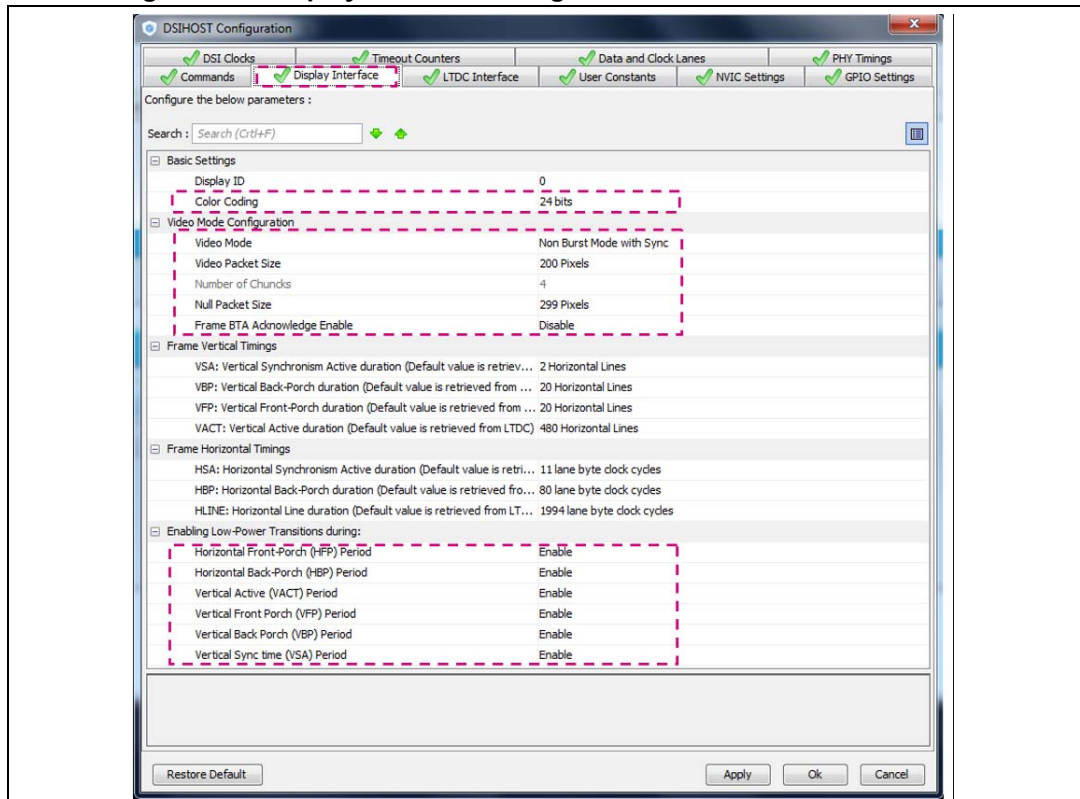 DSIHOST Configuration
DSI Clocks Timeout Counters Data and Clock Lanes PHY Timings
Commands Display Interface LTDC Interface User Constants NVIC Settings GPIO Settings
Configure the below parameters :
Search : Search (Crtl+F)
Basic Settings
Display ID 0
Color Coding 24 bits
Video Mode Configuration
Video Mode Non Burst Mode with Sync
Video Packet Size 200 Pixels
Number of Chuncks 4
Null Packet Size 299 Pixels
Frame BTA Adcnowledge Enable Disable
Frame Vertical Timings
VSA: Vertical Synchronism Active duration (Default value is retriev... 2 Horizontal Lines
VBP: Vertical Back-Porch duration (Default value is retrieved from ... 20 Horizontal Lines
VFP: Vertical Front-Porch duration (Default value is retrieved from ... 20 Horizontal Lines
VACT: Vertical Active duration (Default value is retrieved from LTDC) 480 Horizontal Lines
Frame Horizontal Timings
HSA: Horizontal Synchronism Active duration (Default value is retri... 11 lane byte clock cycles
HBP: Horizontal Back-Porch duration (Default value is retrieved fro... 80 lane byte clock cycles
HLINE: Horizontal Line duration (Default value is retrieved from LT... 1994 lane byte clock cycles
Enabling Low-Power Transitions during:
Horizontal Front-Porch (HFP) Period Enable
Horizontal Back-Porch (HBP) Period Enable
Vertical Active (VACT) Period Enable
Vertical Front Porch (VFP) Period Enable
Vertical Back Porch (VBP) Period Enable
Vertical Sync time (VSA) Period Enable
Restore Default Apply Ok Cancel